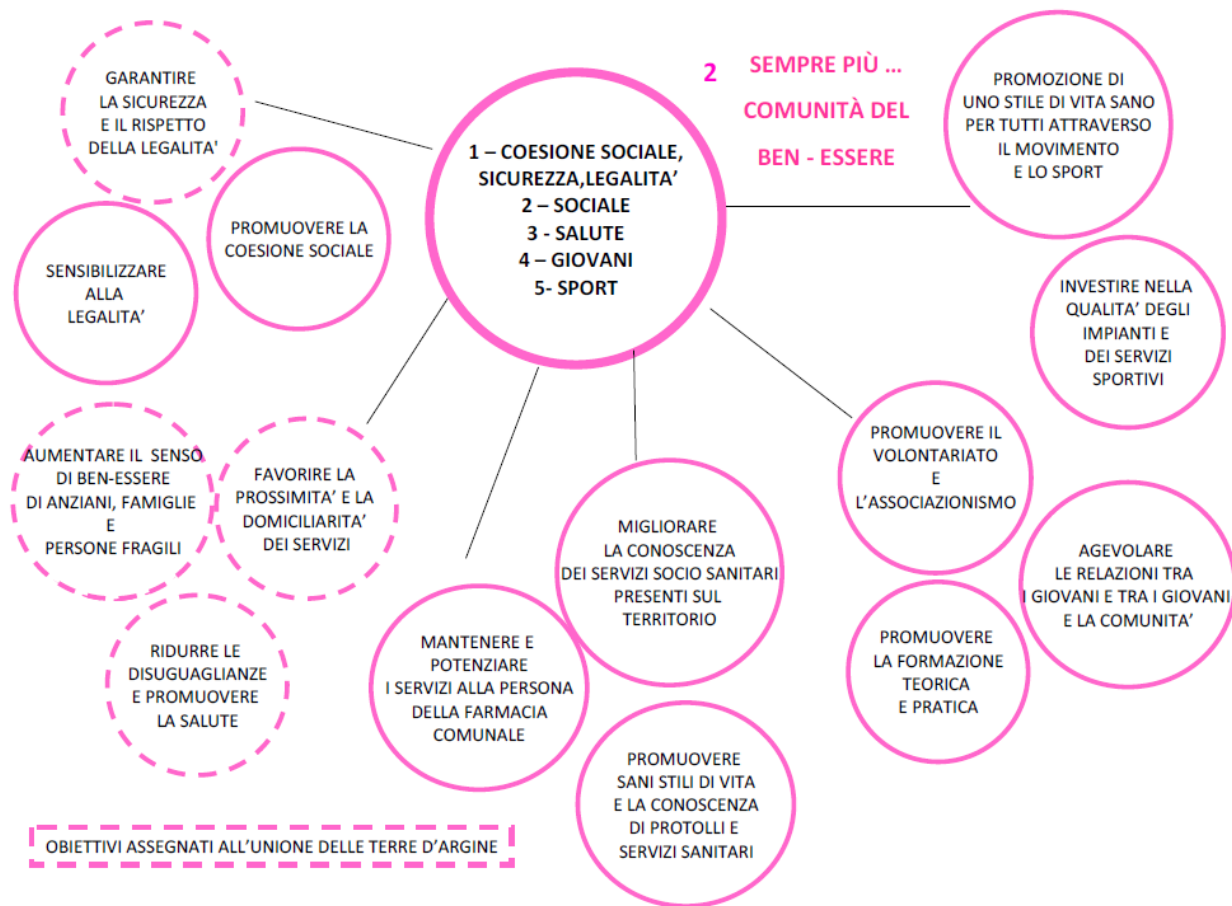 2 SEMPRE PIÙ ...
COMUNITÀ DEL
BEN - ESSERE
1 – COESIONE SOCIALE,
SICUREZZA,LEGALITA’
2 – SOCIALE
3 - SALUTE
4 – GIOVANI
5- SPORT
GARANTIRE
LA SICUREZZA
E IL RISPETTO
DELLA LEGALITA'
PROMUOVERE LA
COESIONE SOCIALE
SENSIBILIZZARE
ALLA
LEGALITA’
AUMENTARE IL SENSO
DI BEN-ESSERE
DI ANZIANI, FAMIGLIE
E
PERSONE FRAGILI
FAVORIRE LA
PROSSIMITA’ E LA
DOMICILIARITA’
DEI SERVIZI
RIDURRE LE
DISUGUAGLIANZE
E PROMUOVERE
LA SALUTE
MANTENERE E
POTENZIARE
I SERVIZI ALLA PERSONA
DELLA FARMACIA
COMUNALE
MIGLIORARE
LA CONOSCENZA
DEI SERVIZI SOCIO SANITARI
PRESENTI SUL
TERRITORIO
PROMUOVERE
SANI STILI DI VITA
E LA CONOSCENZA
DI PROTOLLI E
SERVIZI SANITARI
PROMUOVERE IL
VOLONTARIATO
E
L’ASSOCIAZIONISMO
PROMUOVERE
LA FORMAZIONE
TEORICA
E PRATICA
AGEVOLARE
LE RELAZIONI TRA
I GIOVANI E TRA I GIOVANI
E LA COMUNITA’
PROMOZIONE DI
UNO STILE DI VITA SANO
PER TUTTI ATTRAVERSO
IL MOVIMENTO
E LO SPORT
INVESTIRE NELLA
QUALITA’ DEGLI
IMPIANTI E
DEI SERVIZI
SPORTIVI
OBIETTIVI ASSEGNATI ALL’UNIONE DELLE TERRE D’ARGINE